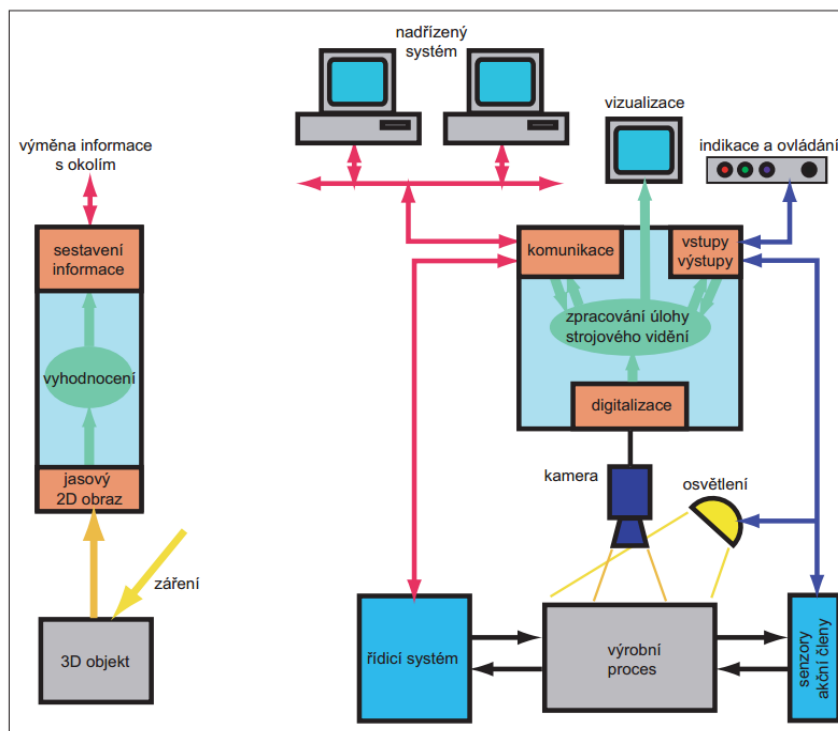 nadřízený
systém
vizualizace
indikace a ovládání
výměna informace
s okolím
sestavení
informace
vyhodnocení
jasový
2D obraz
záření
3D objekt
komunikace
vstupy
výstupy
zpracování úlohy
strojového vidění
digitalizace
kamera
osvětlení
řídicí systém
výrobní
proces
senzory
akční členy